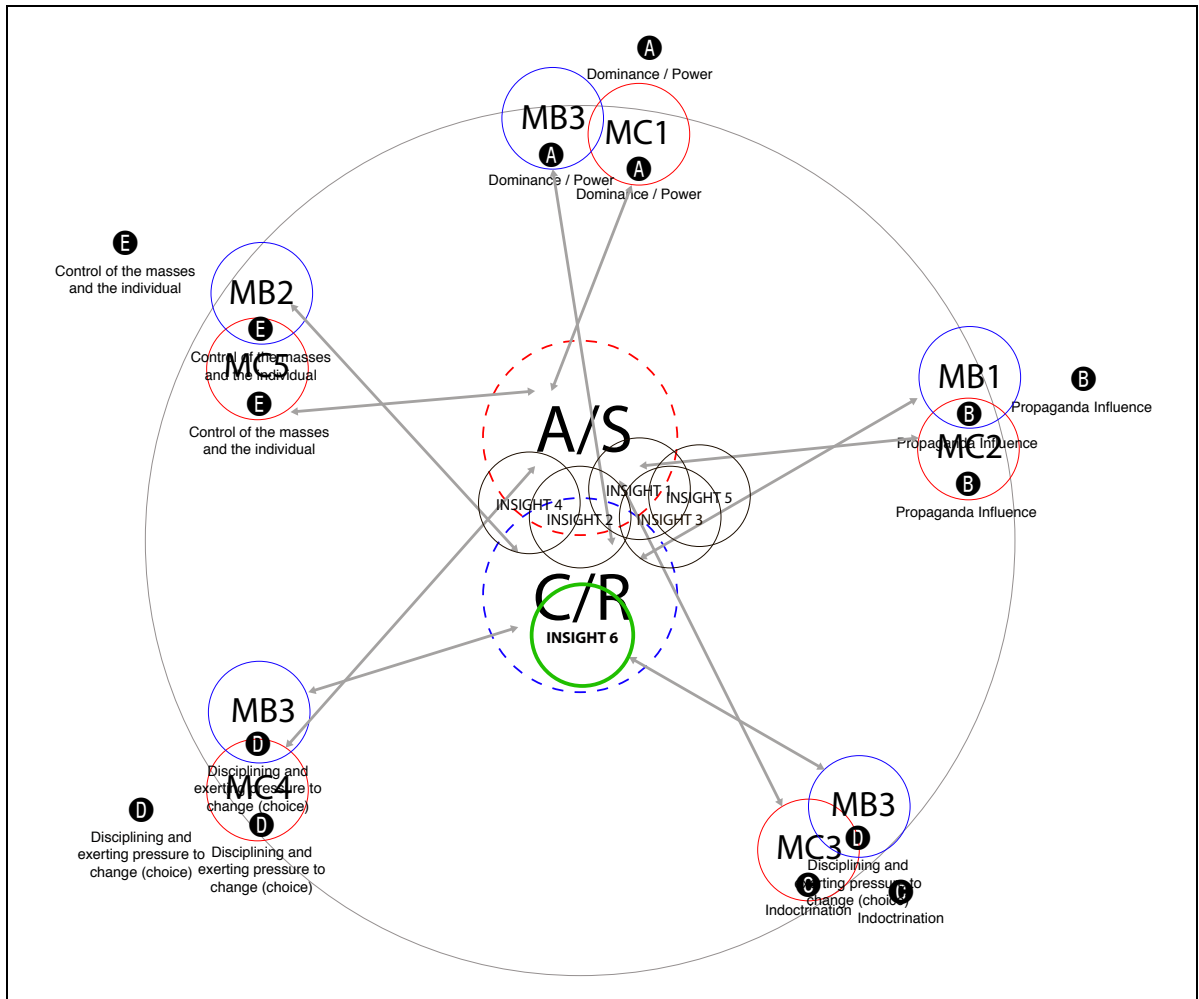 A
Dominance / Power
MB3
MC1
A
Dominance / Power
A
Dominance / Power
E
Control of the masses
and the individual
MB2
E
Control of the masses
and the individual
MC5
E
Control of the masses
and the individual
MB1
B
Propaganda Influence
B
Propaganda Influence
MC2
B
Propaganda Influence
A/S
INSIGHT 4
INSIGHT 2
INSIGHT 1
INSIGHT 3
INSIGHT 5
C/R
INSIGHT 6
MB3
D
Disciplining and
exerting pressure to
change (choice)
MC4
D
Disciplining and
exerting pressure to
change (choice)
D
Disciplining and
exerting pressure to
change (choice)
MB3
D
Disciplining and
exerting pressure to
change (choice)
MC3
C
Indoctrination
C
Indoctrination